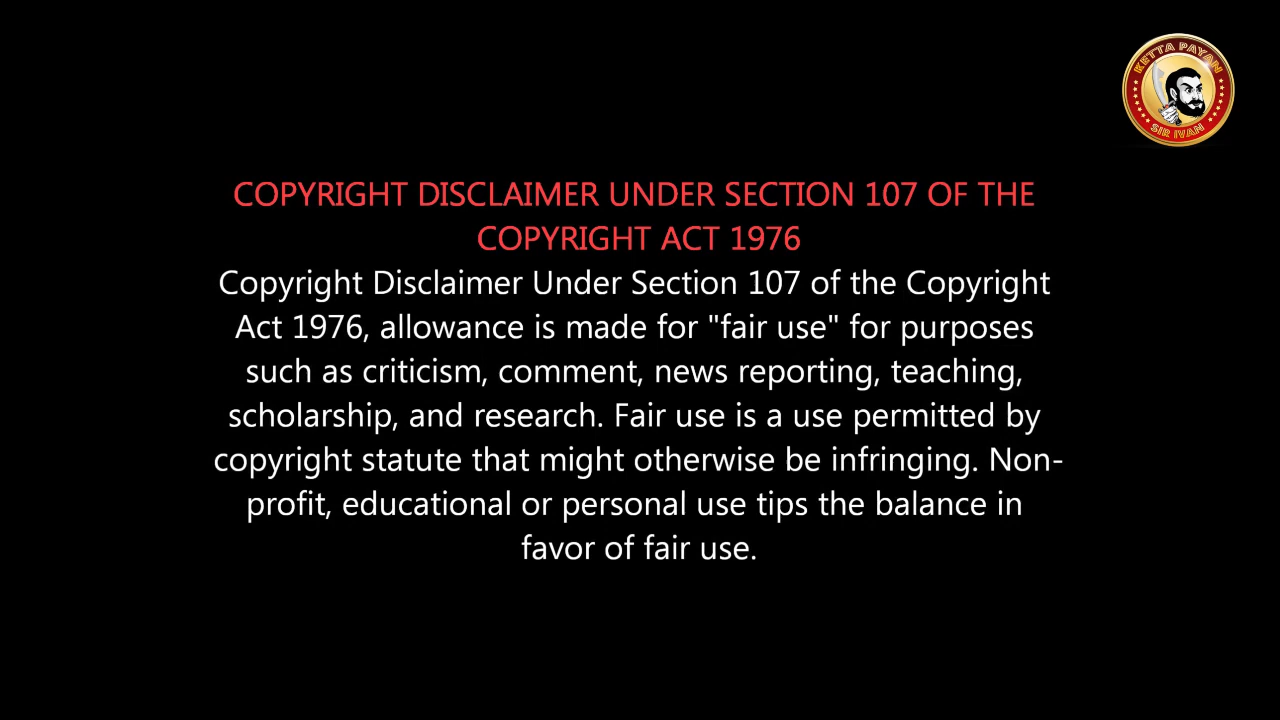 KETTA PAYAN
SIR IVAN
COPYRIGHT DISCLAIMER UNDER SECTION 107 OF THE
COPYRIGHT ACT 1976
Copyright Disclaimer Under Section 107 of the Copyright
Act 1976, allowance is made for "fair use" for purposes
such as criticism, comment, news reporting, teaching,
scholarship, and research. Fair use is a use permitted by
copyright statute that might otherwise be infringing. Non-
profit, educational or personal use tips the balance in
favor of fair use.